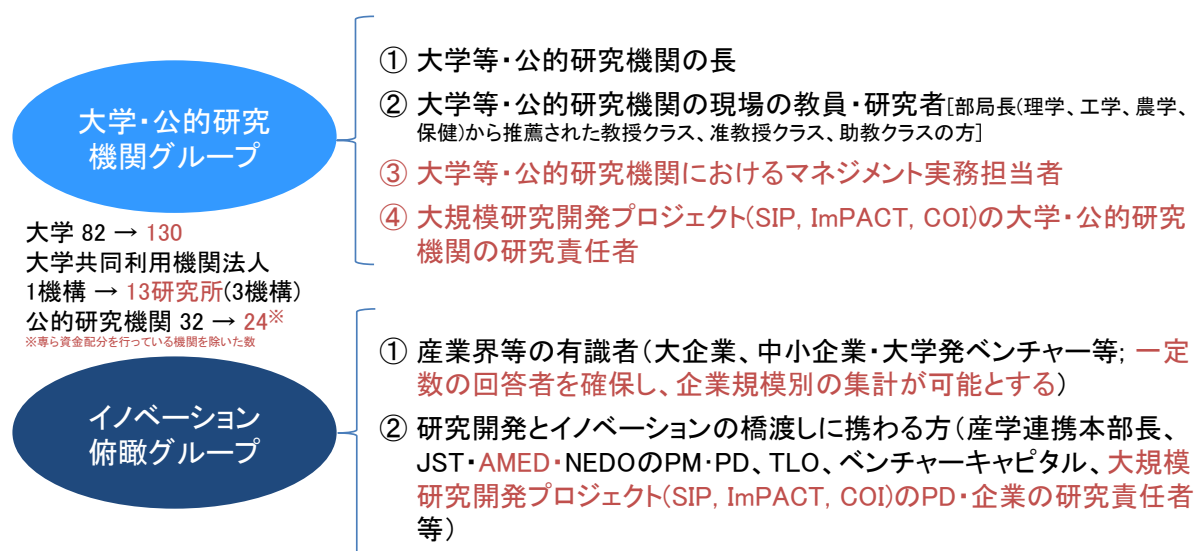 大学・公的研究
機関グループ
① 大学等・公的研究機関の長
② 大学等・公的研究機関の現場の教員・研究者[部局長(理学、工学、農学、
保健)から推薦された教授クラス、准教授クラス、助教クラスの方]
③ 大学等・公的研究機関におけるマネジメント実務担当者
④ 大規模研究開発プロジェクト(SIP, ImPACT, COI)の大学・公的研究
機関の研究責任者
大学 82 → 130
大学共同利用機関法人
1機構 → 13研究所(3機構)
公的研究機関 32 → 24※
※専ら資金配分を行っている機関を除いた数
イノベーション
俯瞰グループ
① 産業界等の有識者（大企業、中小企業・大学発ベンチャー等; 一定
数の回答者を確保し、企業規模別の集計が可能とする）
② 研究開発とイノベーションの橋渡しに携わる方（産学連携本部長、
JST・AMED・NEDOのPM･PD、TLO、ベンチャーキャピタル、大規模
研究開発プロジェクト(SIP, ImPACT, COI)のPD・企業の研究責任者
等）